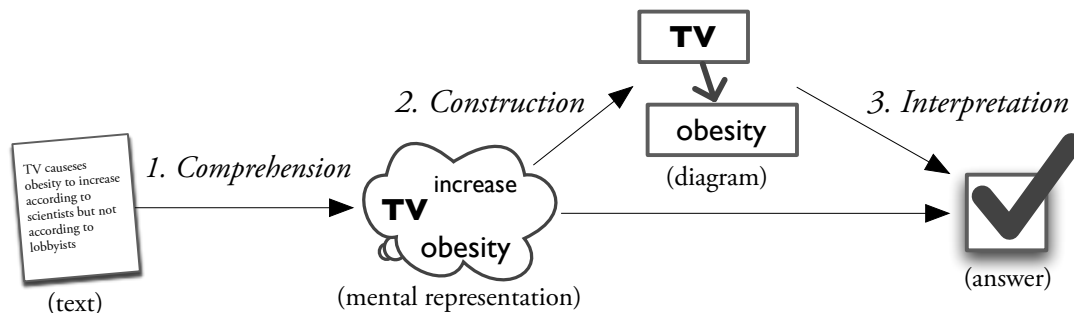 TV causeses
obesity to increase
according to
scientists but not
according to
lobbyists
(text)
1. Comprehension
increase
TV
obesity
(mental representation)
2. Construction
TV
obesity
(diagram)
3. Interpretation
(answer)